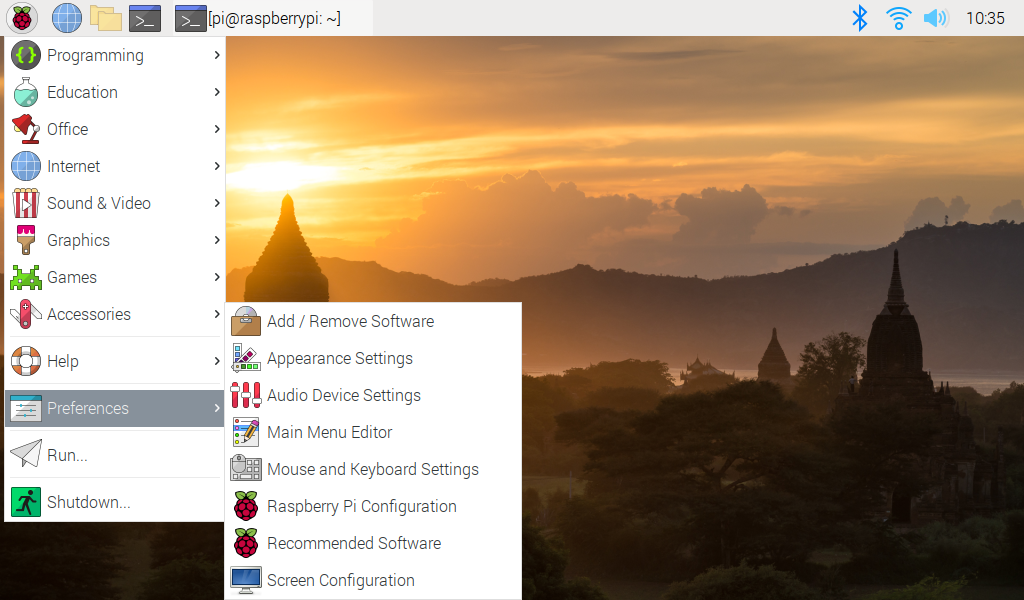 [pi@raspberrypi: ~]
10:35
Programming
Education
Office
Internet
Sound & Video
Graphics
Games
Accessories
Help
Preferences
Run...
Shutdown...
Add / Remove Software
Appearance Settings
Audio Device Settings
Main Menu Editor
Mouse and Keyboard Settings
Raspberry Pi Configuration
Recommended Software
Screen Configuration